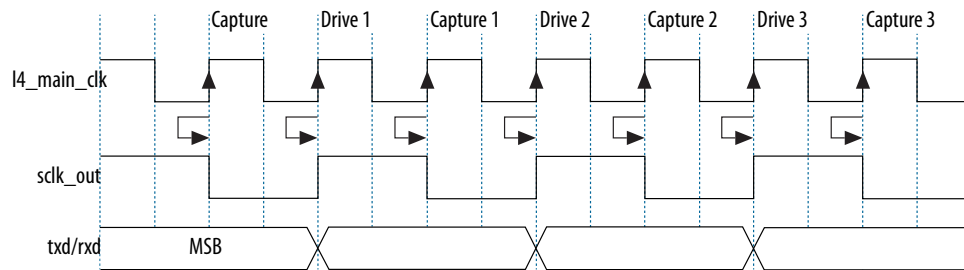 Capture Drive 1 Capture 1 Drive 2 Capture 2 Drive 3 Capture 3
l4_main_clk
sclk_out
txd/rxd MSB